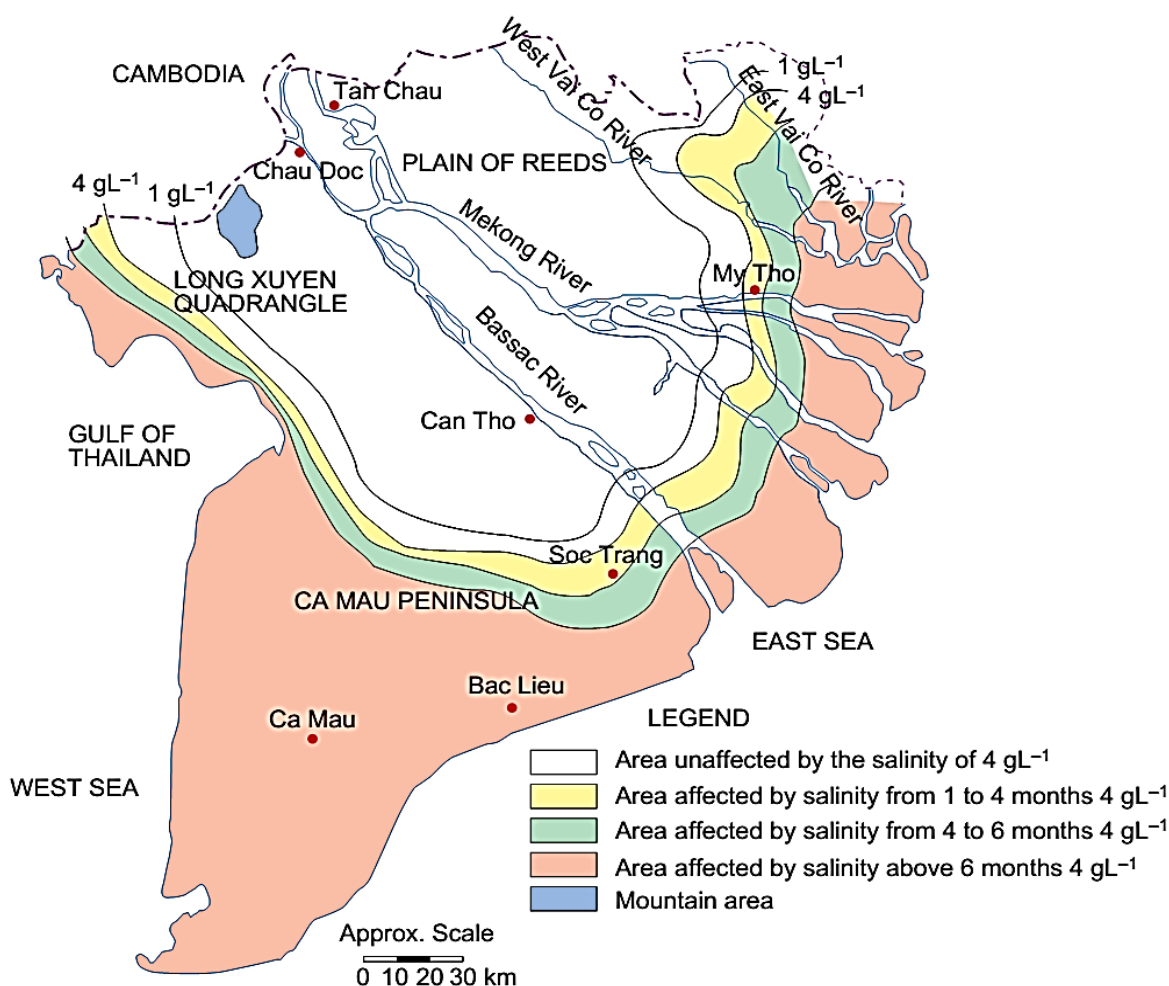 CAMBODIA
Tan Chau
West Vai Co River
1 gL⁻¹
4 gL⁻¹
East Vai Co River
PLAIN OF REEDS
Chau Doc
4 gL⁻¹
1 gL⁻¹
Mekong River
My Tho
LONG XUYEN
QUADRANGLE
Bassac River
Can Tho
GULF OF
THAILAND
Soc Trang
CA MAU PENINSULA
EAST SEA
Bac Lieu
Ca Mau
WEST SEA
LEGEND
Area unaffected by the salinity of 4 gL⁻¹
Area affected by salinity from 1 to 4 months 4 gL⁻¹
Area affected by salinity from 4 to 6 months 4 gL⁻¹
Area affected by salinity above 6 months 4 gL⁻¹
Mountain area
Approx. Scale
0 10 20 30 km